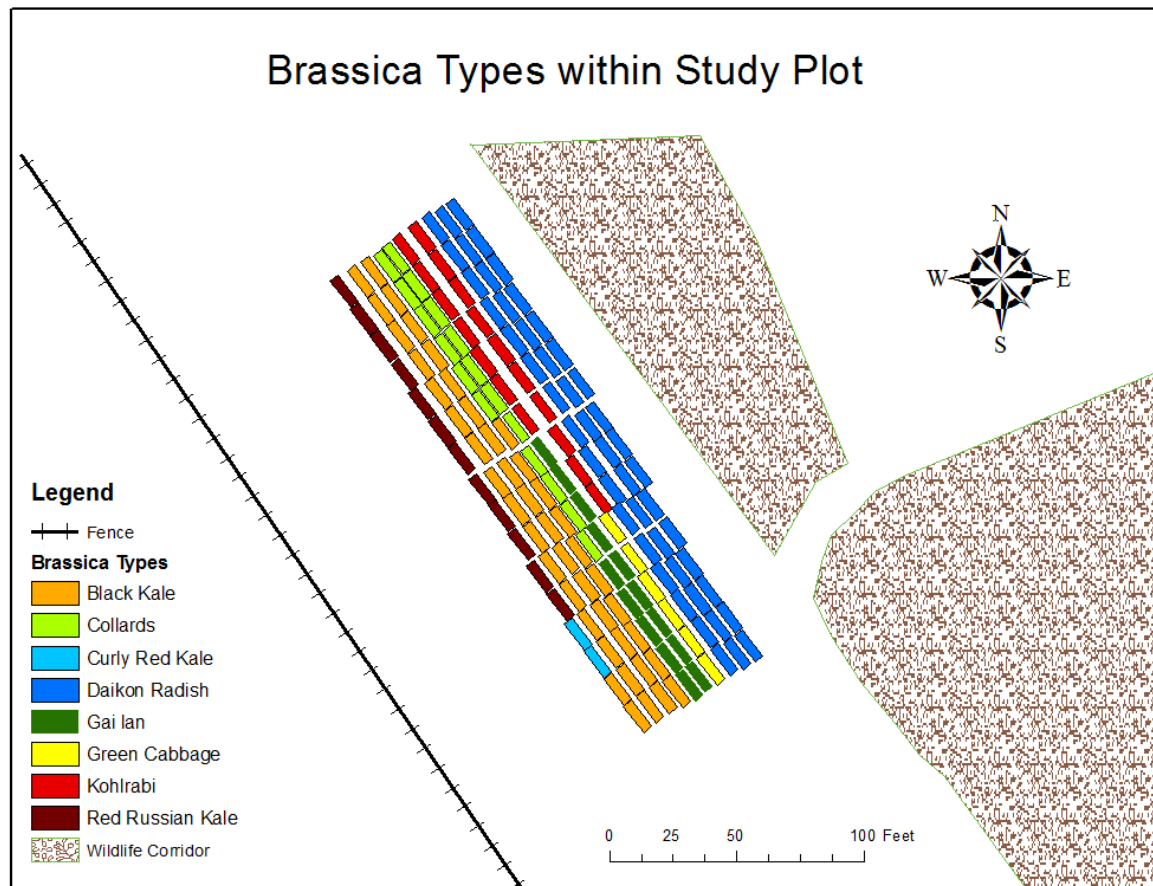 Brassica Types within Study Plot
N
W E
S
Legend
Fence
Brassica Types
Black Kale
Collards
Curly Red Kale
Daikon Radish
Gai lan
Green Cabbage
Kohlrabi
Red Russian Kale
Wildlife Corridor
0 25 50 100 Feet